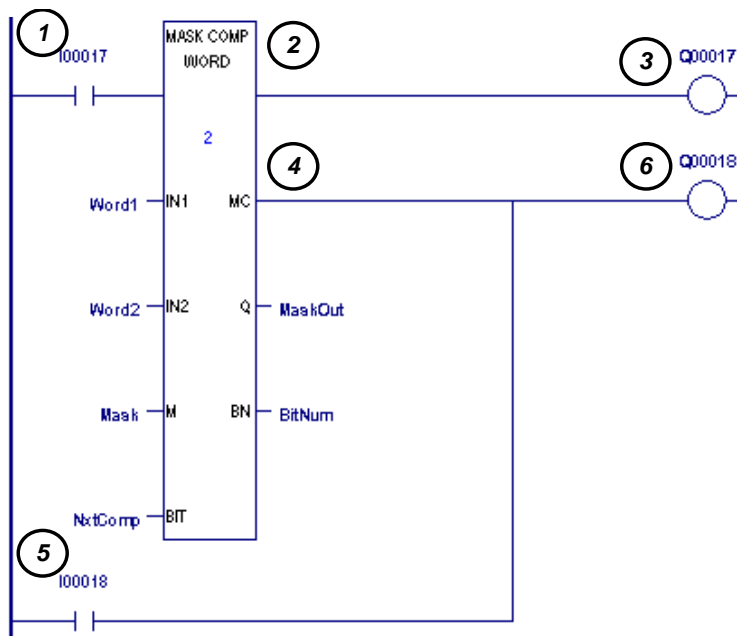 1
I00017
MASK COMP
WORD
2
3
Q00017
2
4
6
Q00018
Word1
IN1
MC
Word2
IN2
Q
MaskOut
Mask
M
BN
BitNum
NxtComp
BIT
5
I00018